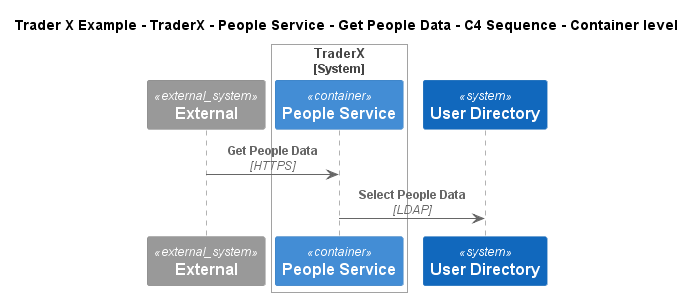 Trader X Example - TraderX - People Service - Get People Data - C4 Sequence - Container level
TraderX
[System]
«external_system» «container» «system»
External People Service User Directory
Get People Data
[HTTPS]
Select People Data
[LDAP]
«external_system» «container» «system»
External People Service User Directory